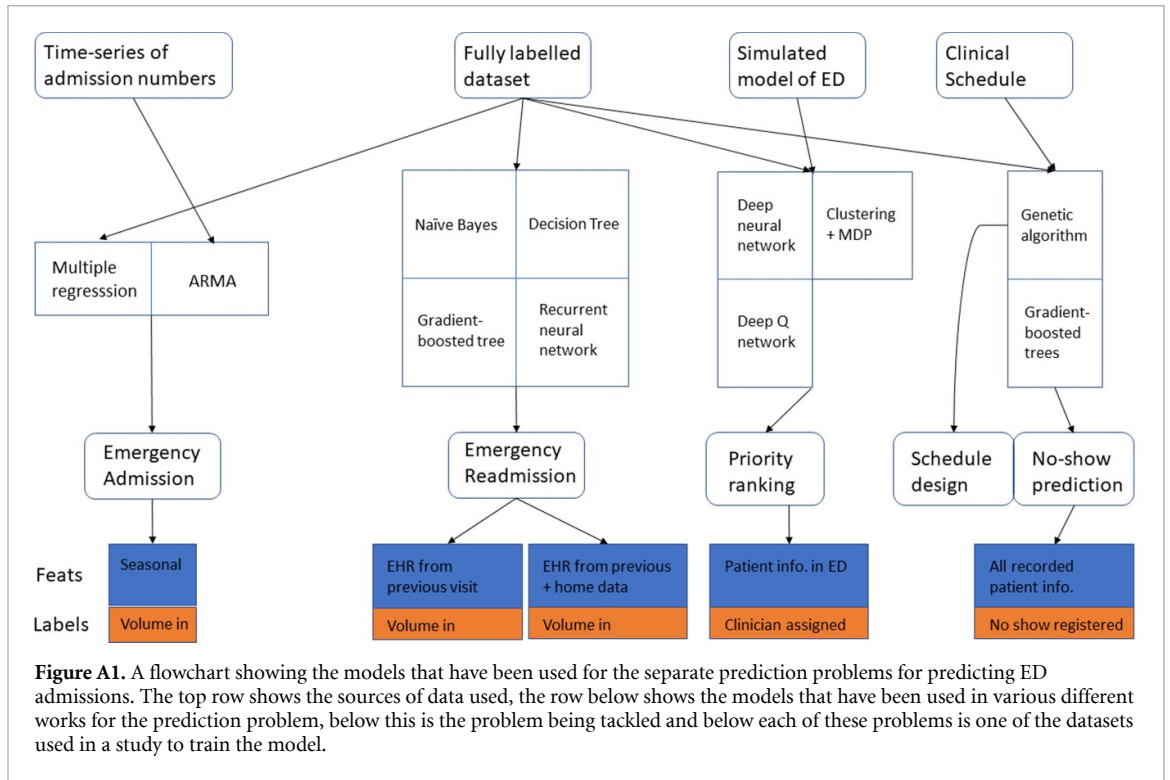 Time-series of
admission numbers
Fully labelled
dataset
Simulated
model of ED
Clinical
Schedule
Multiple
regresssion
ARMA
Naïve Bayes
Decision Tree
Gradient-
boosted tree
Recurrent
neural
network
Deep
neural
network
Clustering
+ MDP
Deep Q
network
Genetic
algorithm
Gradient-
boosted
trees
Emergency
Admission
Emergency
Readmission
Priority
ranking
Schedule
design
No-show
prediction
Feats
Seasonal
EHR from
previous visit
EHR from previous
+ home data
Patient info. in ED
All recorded
patient info.
Labels
Volume in
Volume in
Volume in
Clinician assigned
No show registered
Figure A1. A flowchart showing the models that have been used for the separate prediction problems for predicting ED
admissions. The top row shows the sources of data used, the row below shows the models that have been used in various different
works for the prediction problem, below this is the problem being tackled and below each of these problems is one of the datasets
used in a study to train the model.